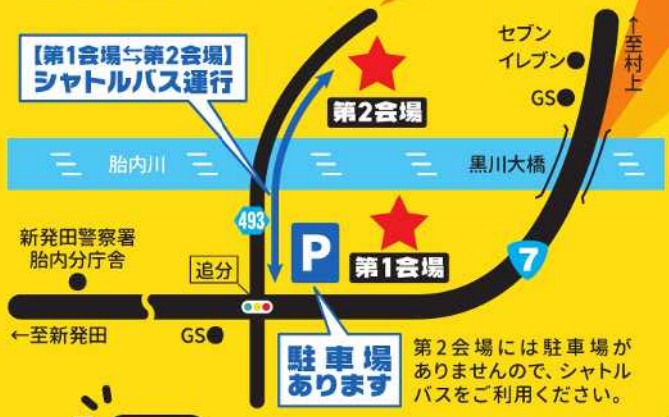 【第1会場⇆第2会場】
シャトルバス運行
セブン
イレブン
GS
↑至村上
第2会場
胎内川
黒川大橋
493
新発田警察署
胎内分庁舎
追分
P
第1会場
7
←至新発田
GS
駐車場
あります
第2会場には駐車場が
ありませんので、シャトル
バスをご利用ください。